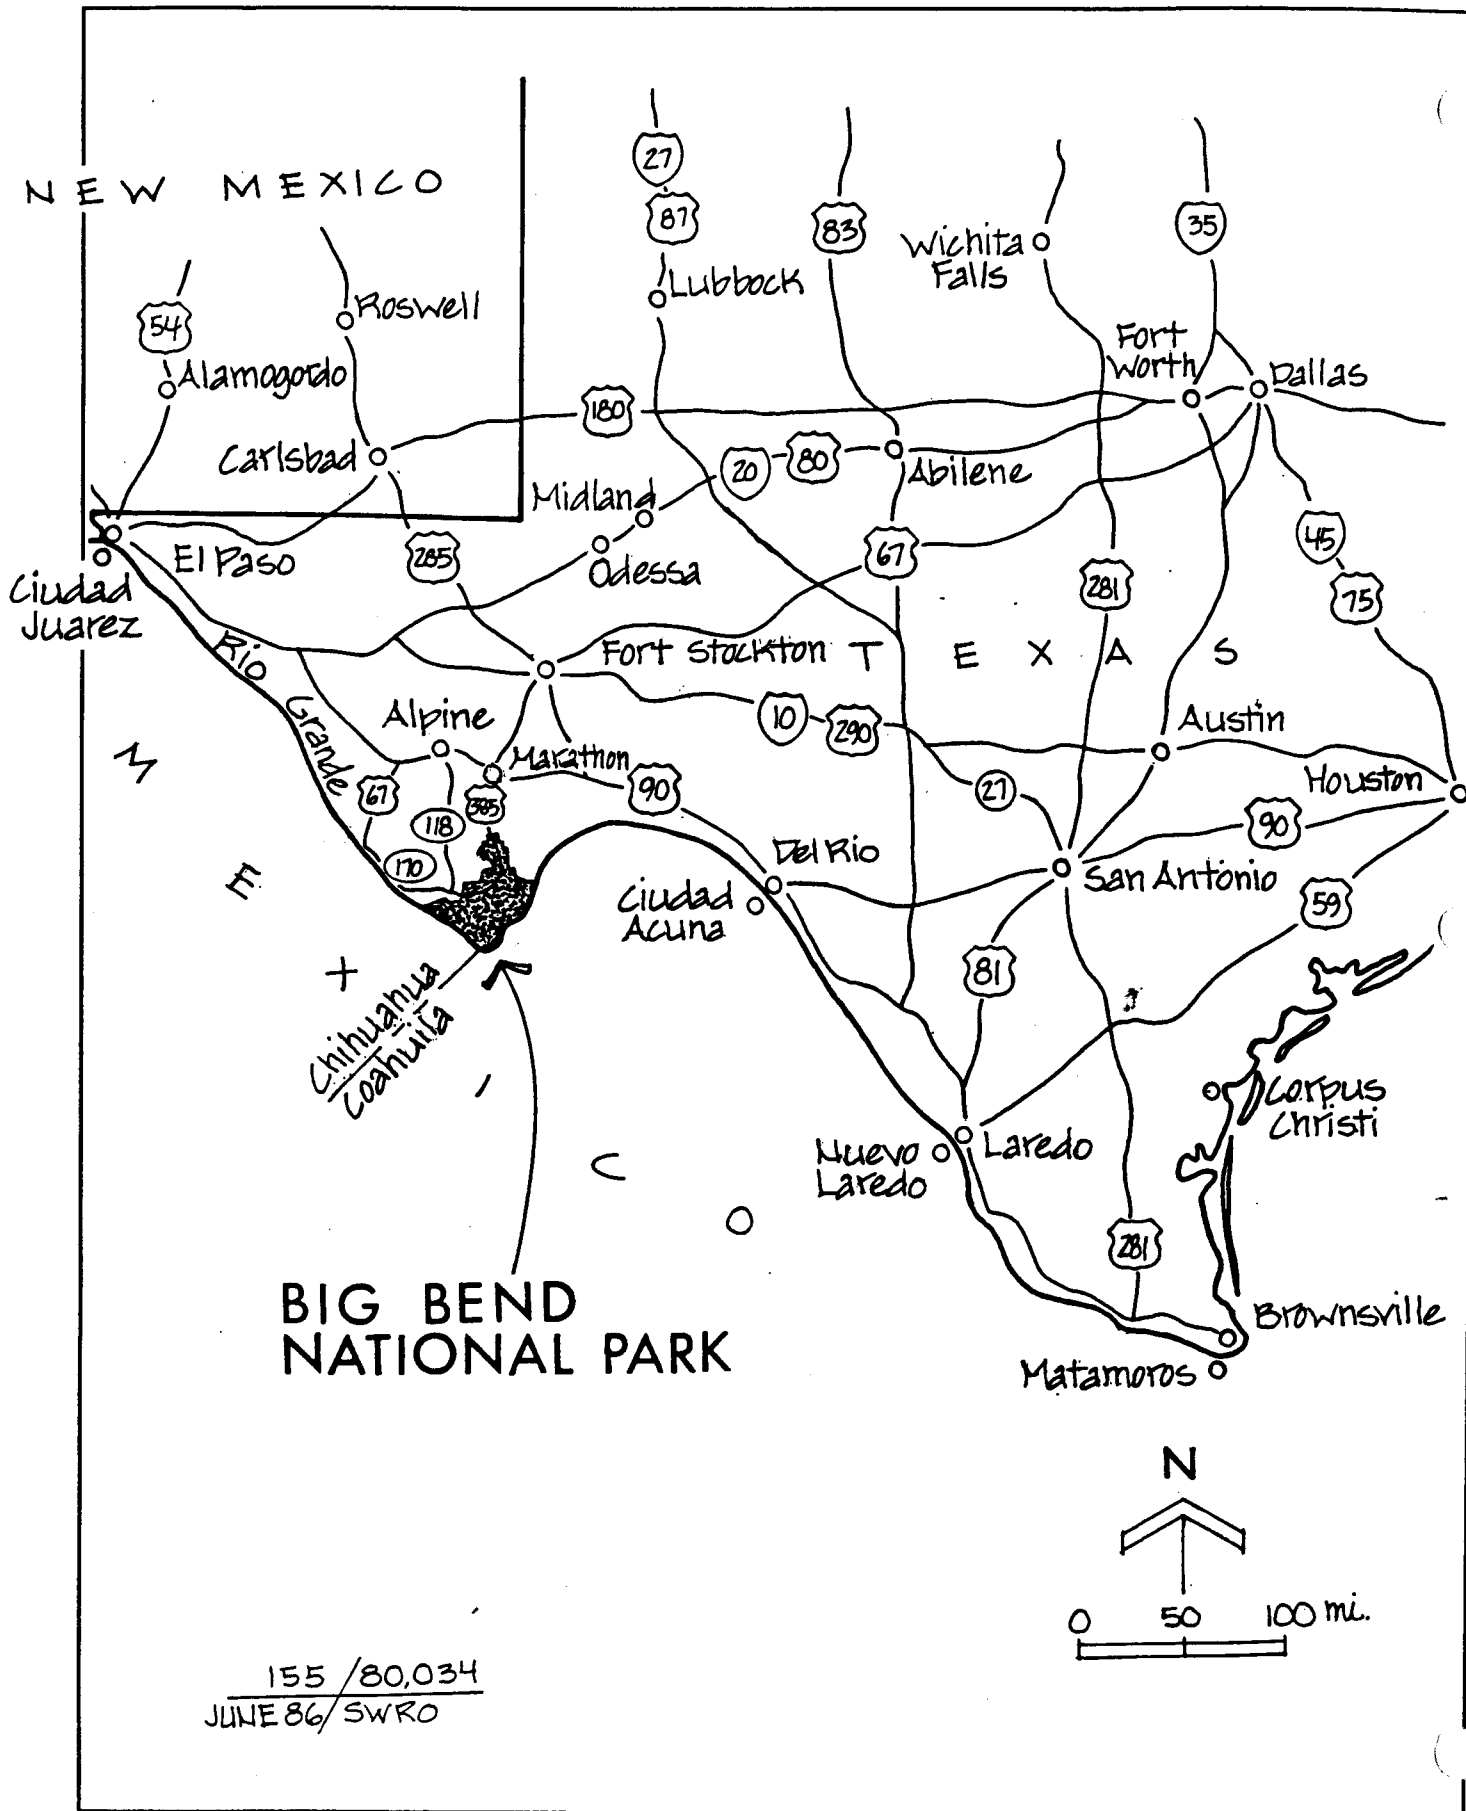 NEW MEXICO
27
87
83
35
Wichita
Falls
54
Roswell
Lubbock
Fort
Worth
Dallas
Alamogordo
180
Carlsbad
20
80
Abilene
Midland
El Paso
285
Odessa
67
281
45
75
Ciudad
Juarez
Rio
Grande
Fort Stockton
TEXAS
Alpine
10
290
Austin
Marathon
Houston
67
385
90
27
118
90
170
Del Rio
San Antonio
Ciudad
Acuna
59
81
MEXICO
Chihuahua
Coahuila
Corpus
Christi
Nuevo
Laredo
Laredo
281
BIG BEND
NATIONAL PARK
Brownsville
Matamoros
N
0 50 100 mi.
155 / 80,034
JUNE 86 / SWRO